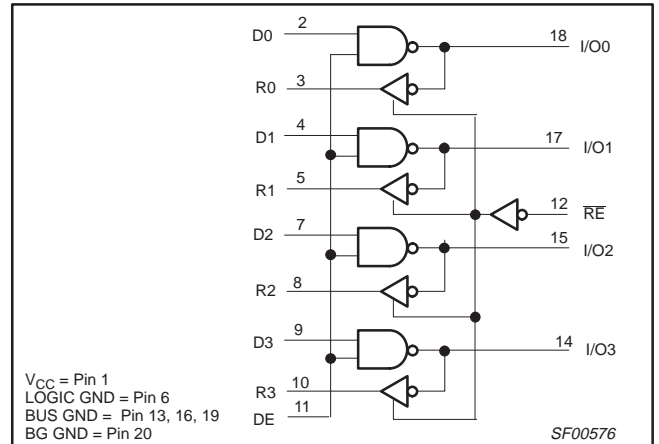 D0 2 18 I/O0
R0 3
D1 4 17 I/O1
R1 5 12 RE
D2 7 15 I/O2
R2 8
D3 9 14 I/O3
R3 10
DE 11
VCC = Pin 1
LOGIC GND = Pin 6
BUS GND = Pin 13, 16, 19
BG GND = Pin 20
SF00576